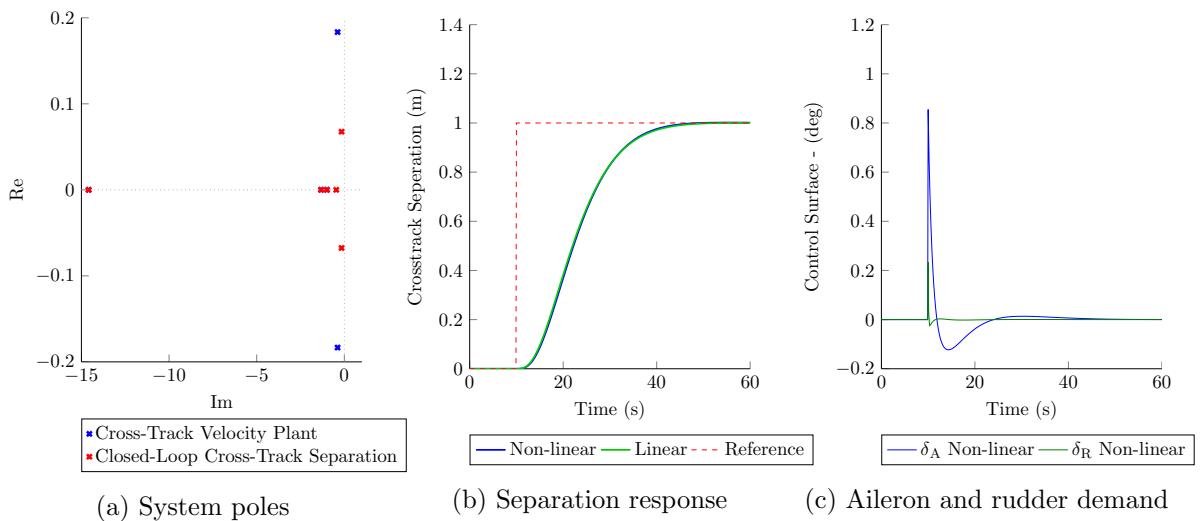 0.2
0.1
0
−0.1
−0.2
Re
−15
−10
−5
0
Im
Cross-Track Velocity Plant
Closed-Loop Cross-Track Separation
(a) System poles
1.4
1.2
1
0.8
0.6
0.4
0.2
0
Crosstrack Seperation (m)
0
20
40
60
Time (s)
Non-linear
Linear
Reference
(b) Separation response
1.2
1
0.8
0.6
0.4
0.2
0
−0.2
Control Surface - (deg)
0
20
40
60
Time (s)
δA Non-linear
δR Non-linear
(c) Aileron and rudder demand